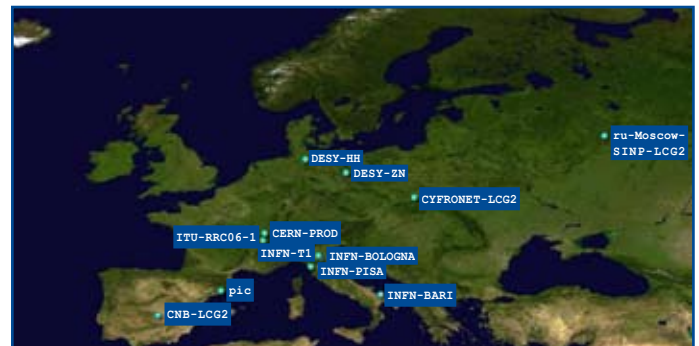 ru-Moscow-
SINP-LCG2
DESY-HH
DESY-ZN
CYFRONET-LCG2
ITU-RRC06-1
CERN-PROD
INFN-T1
INFN-BOLOGNA
INFN-PISA
pic
INFN-BARI
CNB-LCG2